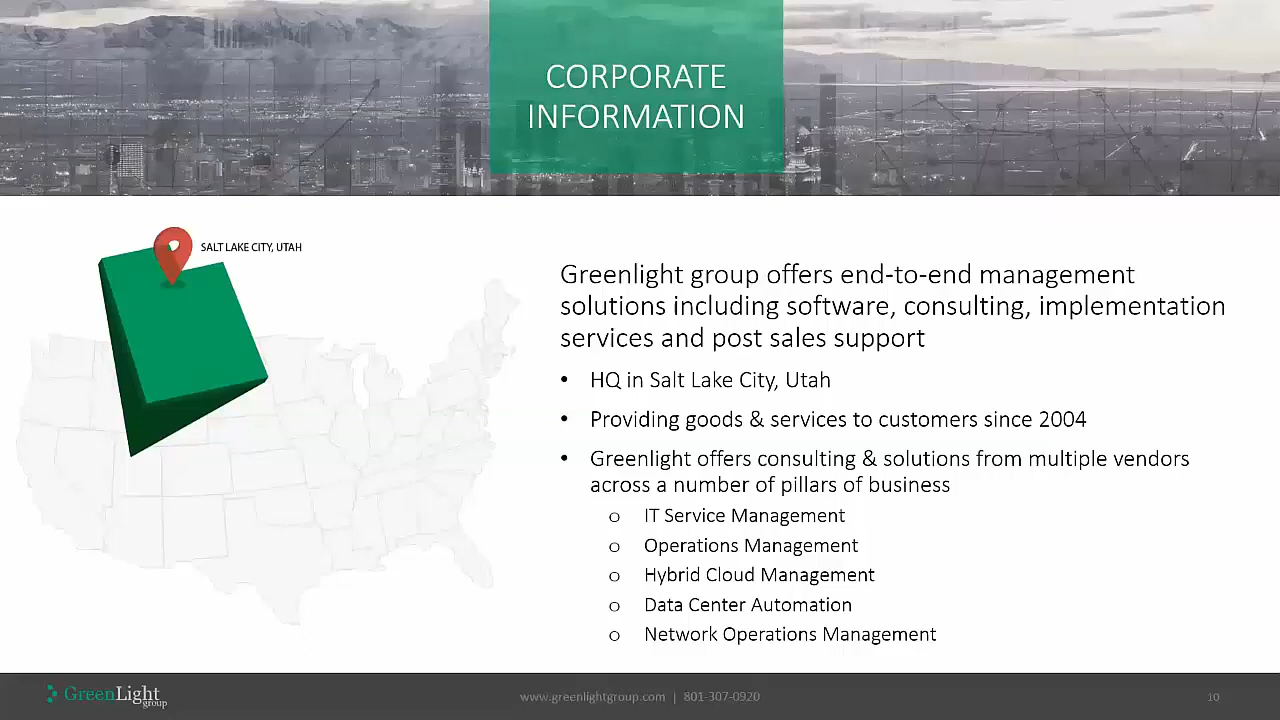 CORPORATE
INFORMATION
SALT LAKE CITY, UTAH
Greenlight group offers end-to-end management
solutions including software, consulting, implementation
services and post sales support
• HQ in Salt Lake City, Utah
• Providing goods & services to customers since 2004
• Greenlight offers consulting & solutions from multiple vendors
across a number of pillars of business
o IT Service Management
o Operations Management
o Hybrid Cloud Management
o Data Center Automation
o Network Operations Management
GreenLight
group
www.greenlightgroup.com | 801-307-0920
10